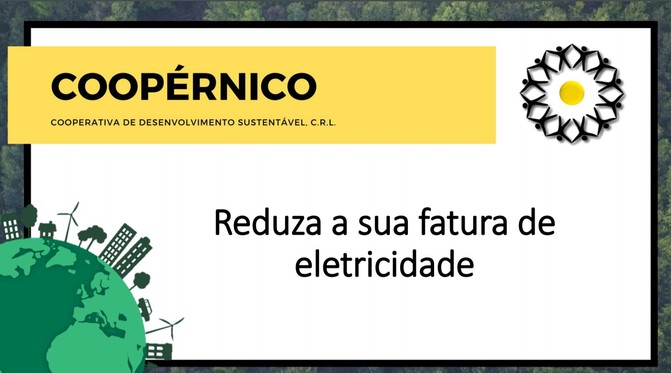 COOPÉRNICO
COOPERATIVA DE DESENVOLVIMENTO SUSTENTÁVEL, C.R.L.
Reduza a sua fatura de
eletricidade